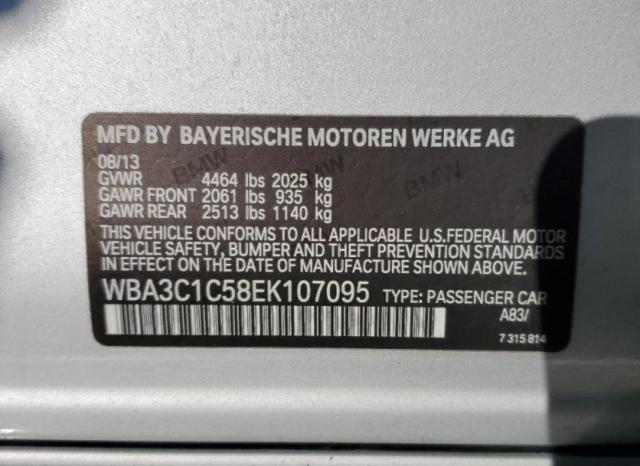 MFD BY BAYERISCHE MOTOREN WERKE AG
08/13
GVWR 4464 lbs 2025 kg
GAWR FRONT 2061 lbs 935 kg
GAWR REAR 2513 lbs 1140 kg
THIS VEHICLE CONFORMS TO ALL APPLICABLE U.S.FEDERAL MOTOR
VEHICLE SAFETY, BUMPER AND THEFT PREVENTION STANDARDS
IN EFFECT ON THE DATE OF MANUFACTURE SHOWN ABOVE.
WBA3C1C58EK107095 TYPE: PASSENGER CAR
A83/
7 315 814
BMW
BMW
BMW